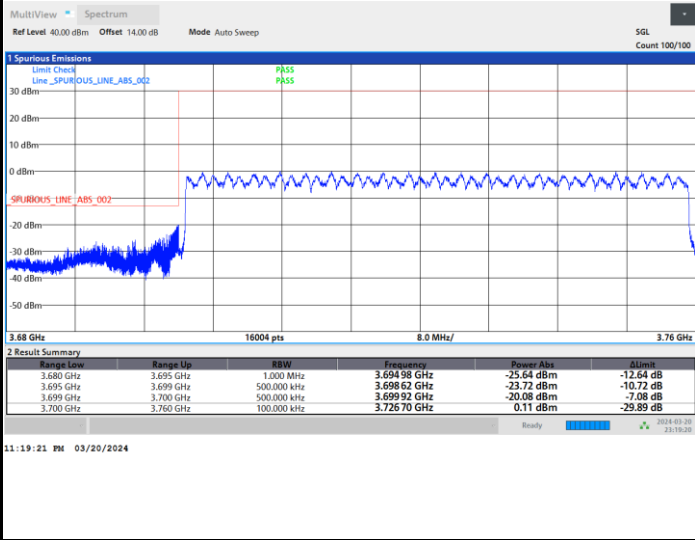 MultiView Spectrum
Ref Level 40.00 dBm Offset 14.00 dB Mode Auto Sweep SGL
Count 100/100
1 Spurious Emissions
Limit Check PASS
Line _SPURIOUS_LINE_ABS_002 PASS
30 dBm
20 dBm
10 dBm
0 dBm
_SPURIOUS_LINE_ABS_002
-20 dBm
-30 dBm
-40 dBm
-50 dBm
3.68 GHz 16004 pts 8.0 MHz/ 3.76 GHz
2 Result Summary
Range Low Range Up RBW Frequency Power Abs ΔLimit
3.680 GHz 3.695 GHz 1.000 MHz 3.694 98 GHz -25.64 dBm -12.64 dB
3.695 GHz 3.699 GHz 500.000 kHz 3.698 62 GHz -23.72 dBm -10.72 dB
3.699 GHz 3.700 GHz 500.000 kHz 3.699 92 GHz -20.08 dBm -7.08 dB
3.700 GHz 3.760 GHz 100.000 kHz 3.726 70 GHz 0.11 dBm -29.89 dB
Ready 2024-03-20
23:19:20
11:19:21 PM 03/20/2024